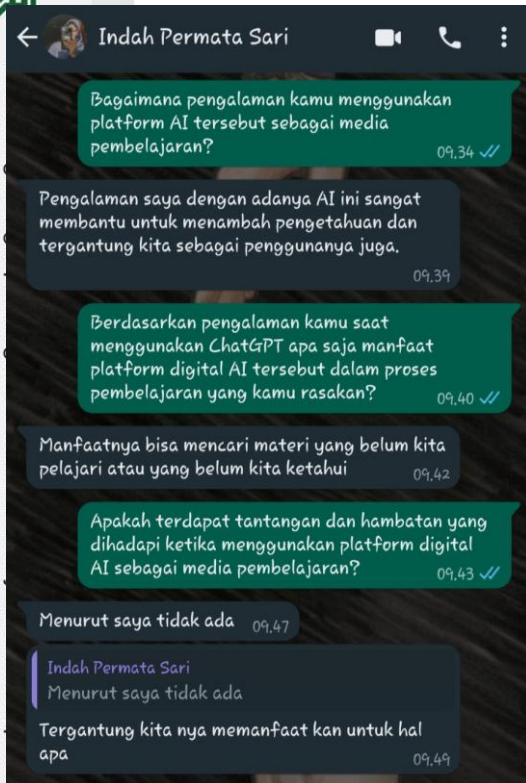 Indah Permata Sari
Bagaimana pengalaman kamu menggunakan
platform AI tersebut sebagai media
pembelajaran?
09.34
Pengalaman saya dengan adanya AI ini sangat
membantu untuk menambah pengetahuan dan
tergantung kita sebagai penggunanya juga.
09.39
Berdasarkan pengalaman kamu saat
menggunakan ChatGPT apa saja manfaat
platform digital AI tersebut dalam proses
pembelajaran yang kamu rasakan?
09.40
Manfaatnya bisa mencari materi yang belum kita
pelajari atau yang belum kita ketahui
09.42
Apakah terdapat tantangan dan hambatan yang
dihadapi ketika menggunakan platform digital
AI sebagai media pembelajaran?
09.43
Menurut saya tidak ada 09.47
Indah Permata Sari
Menurut saya tidak ada
Tergantung kita nya memanfaat kan untuk hal
apa
09.49